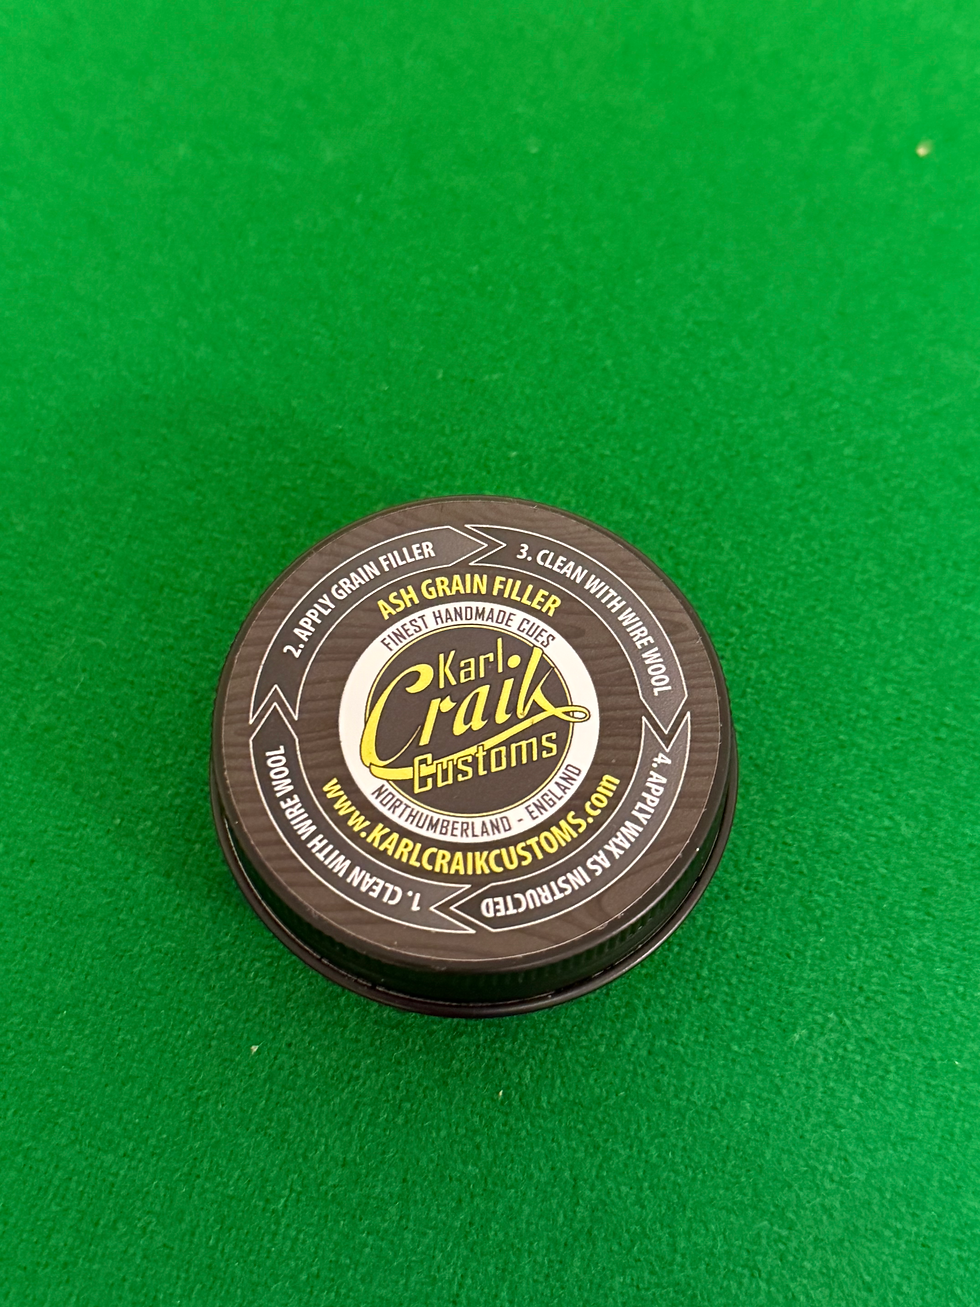 1. CLEAN WITH WIRE WOOL
2. APPLY GRAIN FILLER
3. CLEAN WITH WIRE WOOL
4. APPLY WAX AS INSTRUCTED
ASH GRAIN FILLER
FINEST HANDMADE CUES
Karl
Craik
Customs
NORTHUMBERLAND - ENGLAND
www.KARLCRAIKCUSTOMS.com